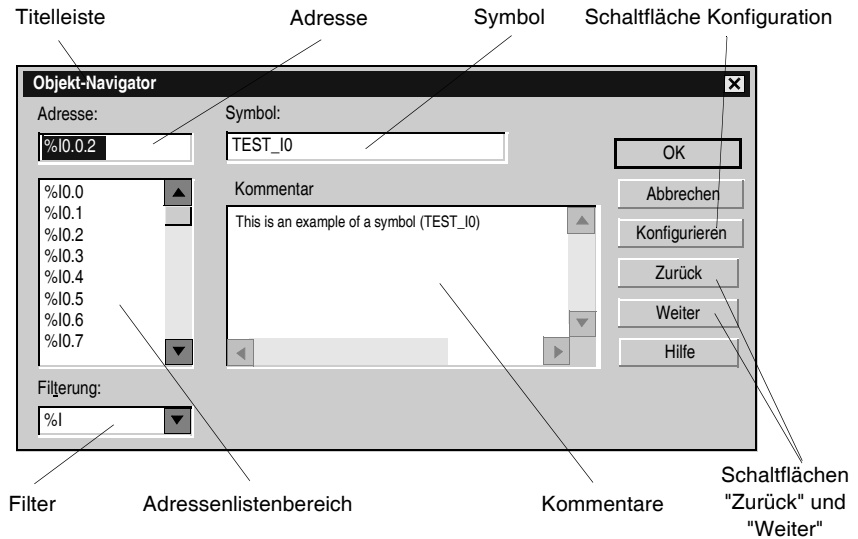 Titelleiste
Adresse
Symbol
Schaltfläche Konfiguration
Objekt-Navigator
Adresse:
Symbol:
%I0.0.2
TEST_I0
OK
%I0.0
%I0.1
%I0.2
%I0.3
%I0.4
%I0.5
%I0.6
%I0.7
Kommentar
This is an example of a symbol (TEST_I0)
Abbrechen
Konfigurieren
Zurück
Weiter
Hilfe
Filterung:
%I
Filter
Adressenlistenbereich
Kommentare
Schaltflächen
"Zurück" und
"Weiter"